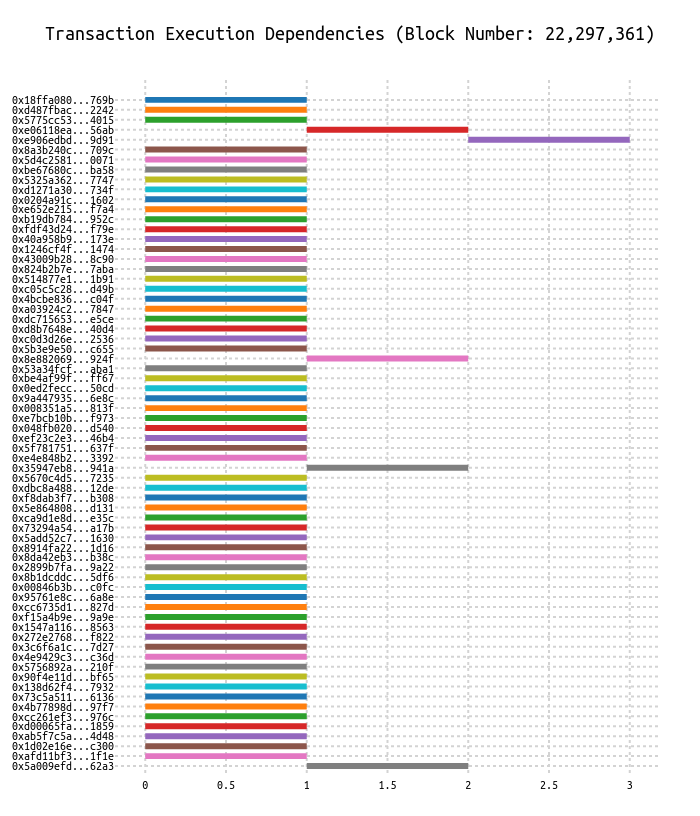 Transaction Execution Dependencies (Block Number: 22,297,361)
0x18ffa080...769b
0xd487fbac...2242
0x5775cc53...4015
0xe06118ea...56ab
0xe906edbd...9d91
0x8a3b240c...709c
0x5d4c2581...0071
0xbe67680c...ba58
0x5325a362...7747
0xd1271a30...734f
0x0204a91c...1602
0xe652e215...f7a4
0xb19db784...952c
0xfdf43d24...f79e
0x40a958b9...173e
0x1246cf4f...1474
0x43009b28...8c90
0x824b2b7e...7aba
0x514877e1...1b91
0xc05c5c28...d49b
0x4bcbe836...c04f
0xa03924c2...7847
0xdc715653...e5ce
0xd8b7648e...40d4
0xc0d3d26e...2536
0x5b3e9e50...c655
0x8e882069...924f
0x53a34fcf...aba1
0xbe4af99f...ff67
0x0ed2fecc...50cd
0x9a447935...6e8c
0x008351a5...813f
0xe7bcb10b...f973
0x048fb020...d540
0xef23c2e3...46b4
0x5f781751...637f
0xe4e848b2...3392
0x35947eb8...941a
0x5670c4d5...7235
0xdbc8a488...12de
0xf8dab3f7...b308
0x5e864808...d131
0xca9d1e8d...e35c
0x73294a54...a17b
0x5add52c7...1630
0x8914fa22...1d16
0x8da42eb3...b38c
0x2899b7fa...9a22
0x8b1dcddc...5df6
0x00846b3b...c0fc
0x95761e8c...6a8e
0xcc6735d1...827d
0xf15a4b9e...9a9e
0x1547a116...8563
0x272e2768...f822
0x3c6f6a1c...7d27
0x4e9429c3...c36d
0x5756892a...210f
0x90f4e11d...bf65
0x138d62f4...7932
0x73c5a511...6136
0x4b77898d...97f7
0xcc261ef3...976c
0xd00065fa...1859
0xab5f7c5a...4d48
0x1d02e16e...c300
0xafd11bf3...1f1e
0x5a009efd...62a3
0 0.5 1 1.5 2 2.5 3